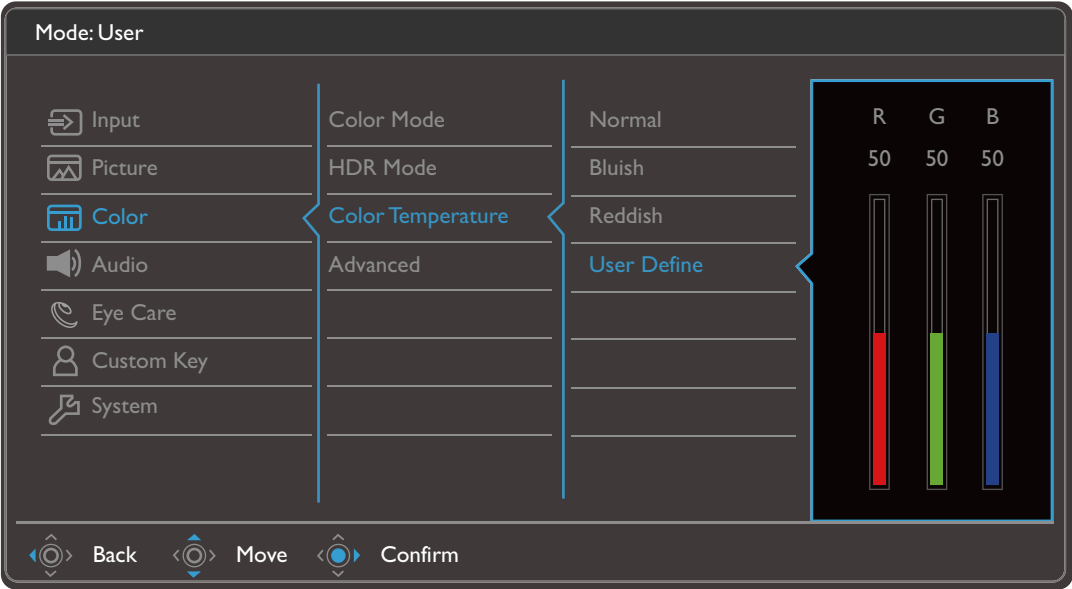 Mode: User
Input
Picture
Color
Audio
Eye Care
Custom Key
System
Color Mode
HDR Mode
Color Temperature
Advanced
Normal
Bluish
Reddish
User Define
R G B
50 50 50
Back Move Confirm